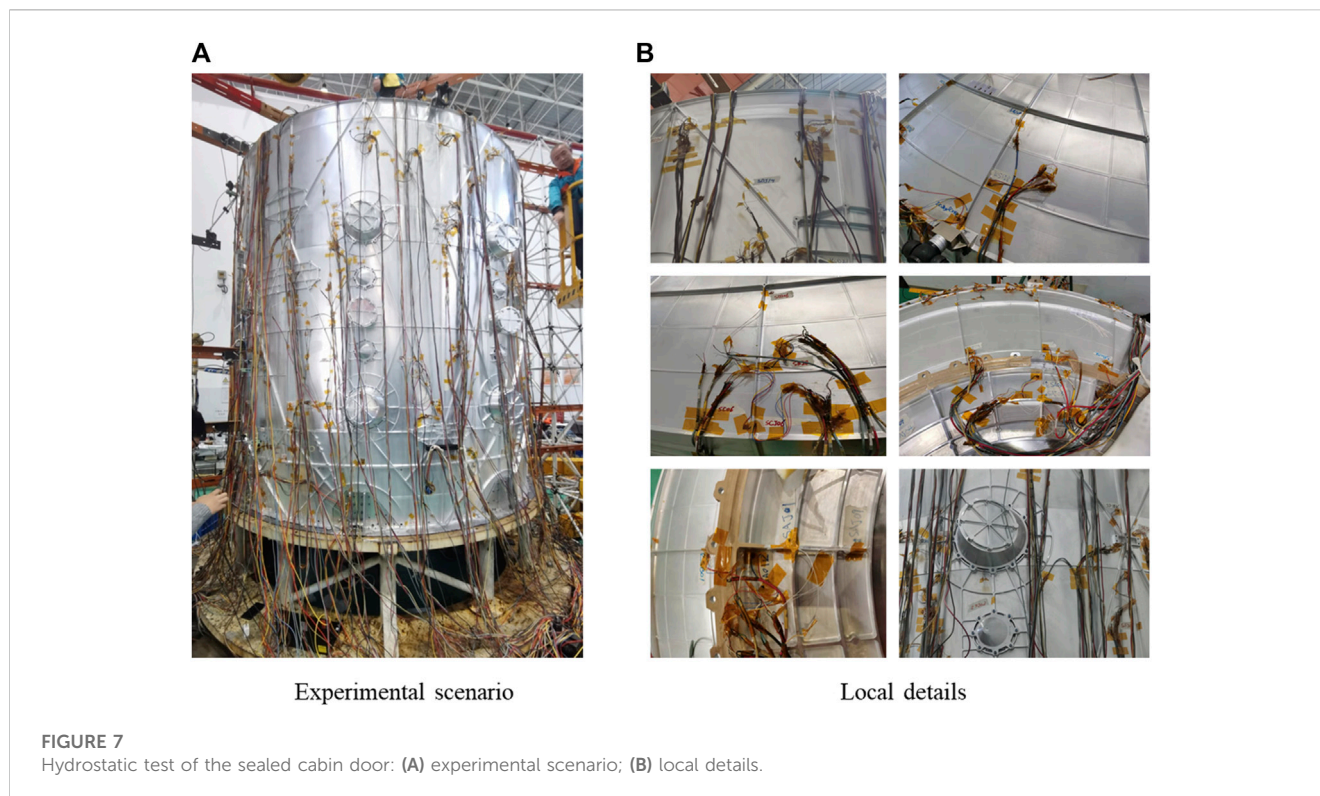 A
B
Experimental scenario
Local details
FIGURE 7
Hydrostatic test of the sealed cabin door: (A) experimental scenario; (B) local details.